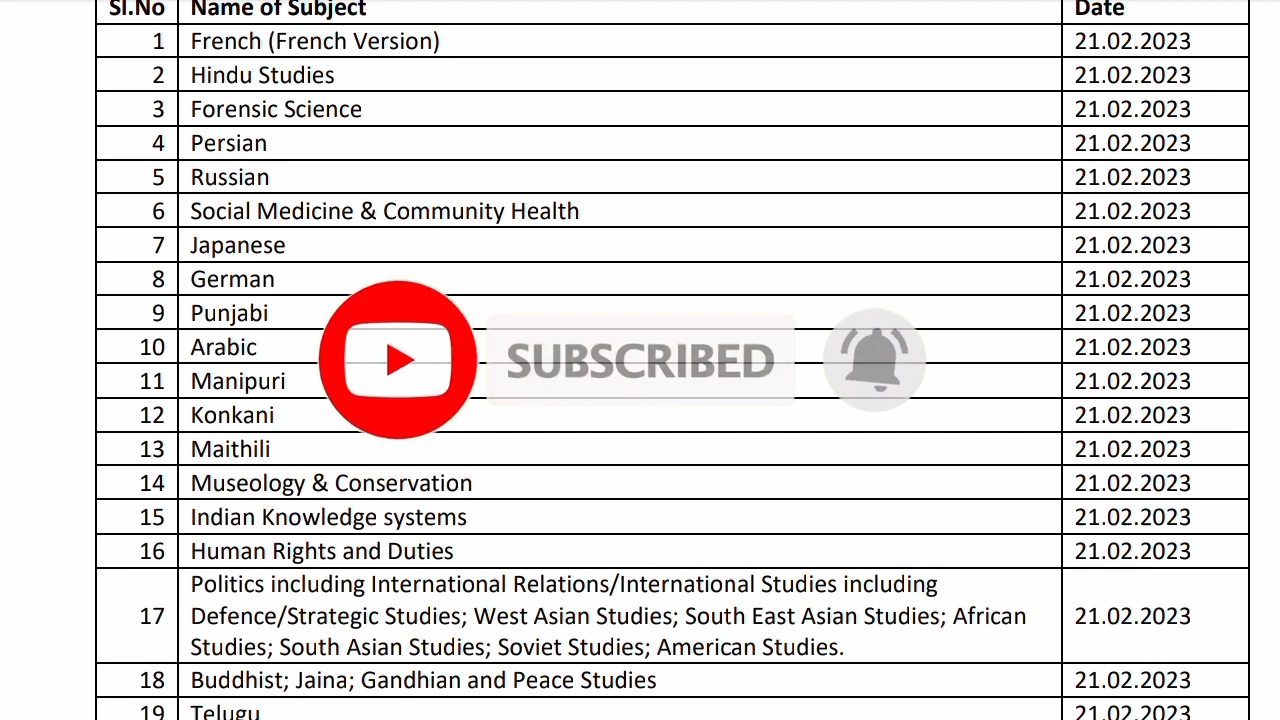 Sl.No Name of Subject Date
1 French (French Version) 21.02.2023
2 Hindu Studies 21.02.2023
3 Forensic Science 21.02.2023
4 Persian 21.02.2023
5 Russian 21.02.2023
6 Social Medicine & Community Health 21.02.2023
7 Japanese 21.02.2023
8 German 21.02.2023
9 Punjabi 21.02.2023
10 Arabic 21.02.2023
SUBSCRIBED
11 Manipuri 21.02.2023
12 Konkani 21.02.2023
13 Maithili 21.02.2023
14 Museology & Conservation 21.02.2023
15 Indian Knowledge systems 21.02.2023
16 Human Rights and Duties 21.02.2023
Politics including International Relations/International Studies including
17 Defence/Strategic Studies; West Asian Studies; South East Asian Studies; African 21.02.2023
Studies; South Asian Studies; Soviet Studies; American Studies.
18 Buddhist; Jaina; Gandhian and Peace Studies 21.02.2023
19 Telugu 21.02.2023